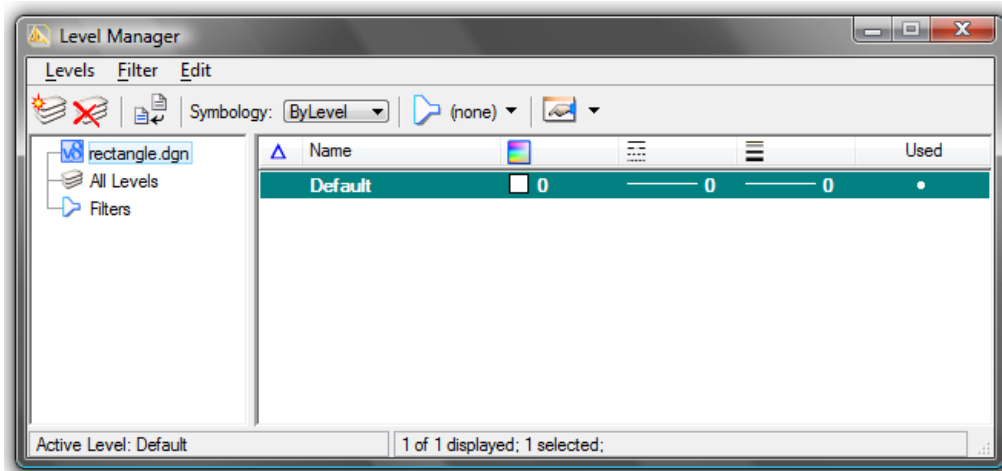 Level Manager
Levels Filter Edit
Symbology: ByLevel (none)
v8 rectangle.dgn
All Levels
Filters
Name Used
Default 0 0 0
Active Level: Default 1 of 1 displayed; 1 selected;